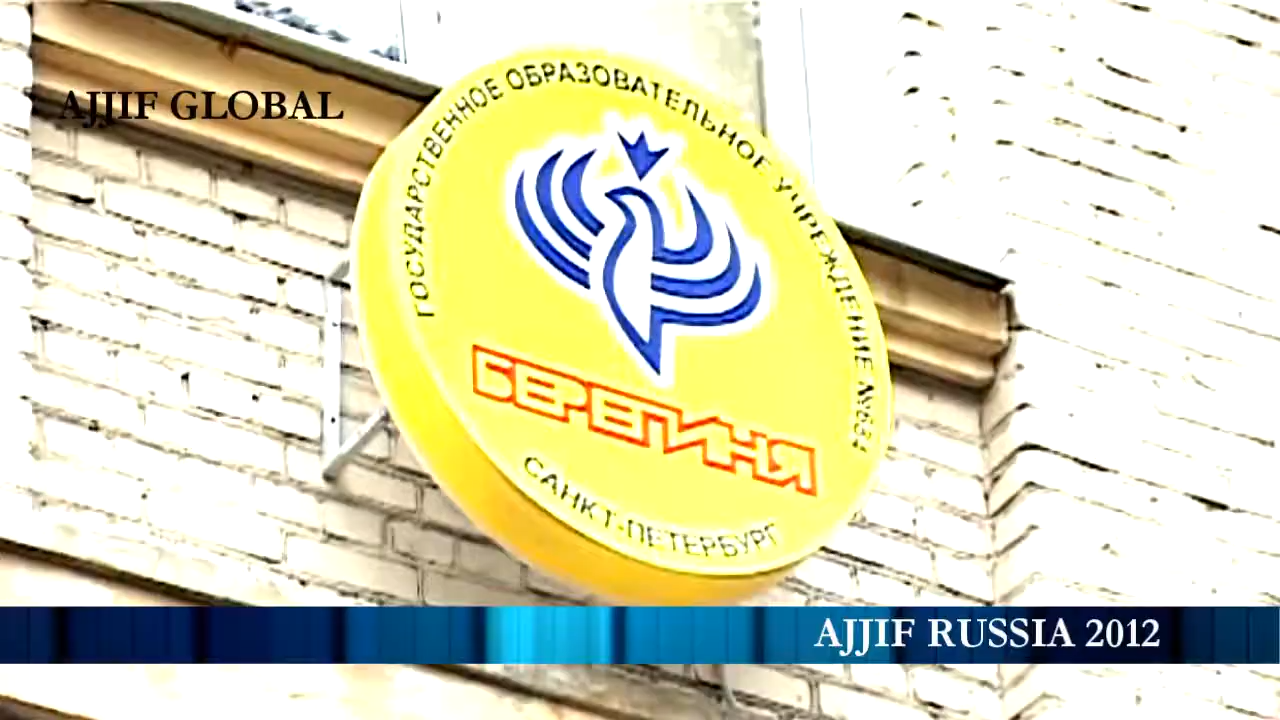 AJJIF GLOBAL
ГОСУДАРСТВЕННОЕ ОБРАЗОВАТЕЛЬНОЕ УЧРЕЖДЕНИЕ
БЕРЕГИНЯ
САНКТ-ПЕТЕРБУРГ
AJJIF RUSSIA 2012